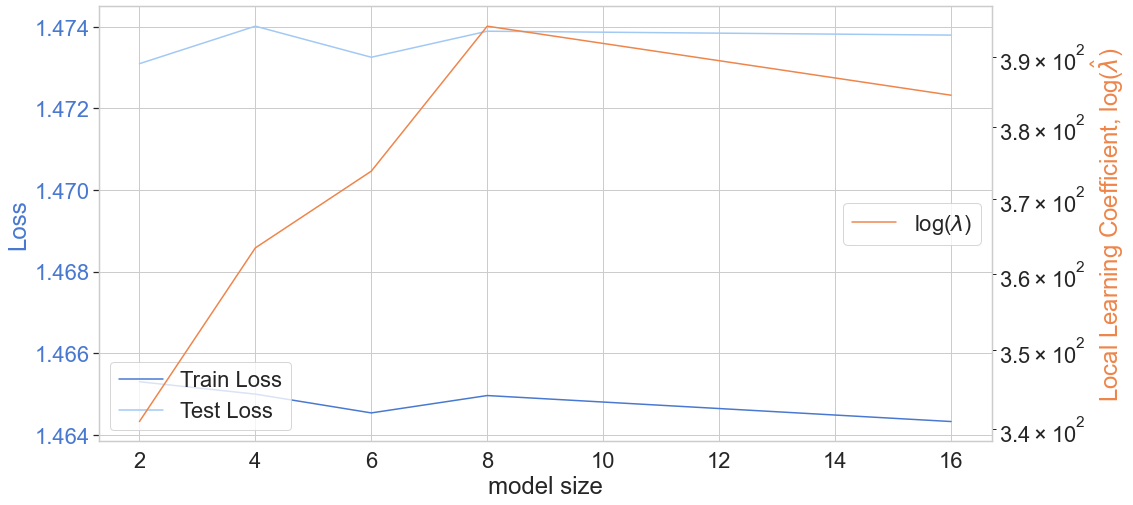 1.474
1.472
1.470
1.468
1.466
1.464
Loss
Train Loss
Test Loss
2 4 6 8 10 12 14 16
model size
log(λ)
3.9 × 10²
3.8 × 10²
3.7 × 10²
3.6 × 10²
3.5 × 10²
3.4 × 10²
Local Learning Coefficient, log(λ̂)